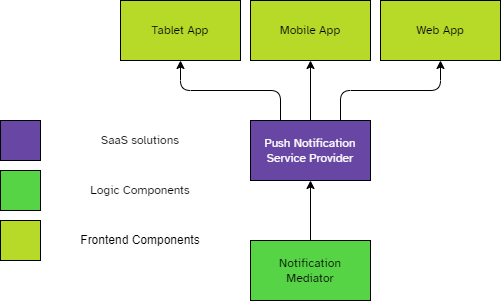 Tablet App
Mobile App
Web App
SaaS solutions
Push Notification
Service Provider
Logic Components
Frontend Components
Notification
Mediator